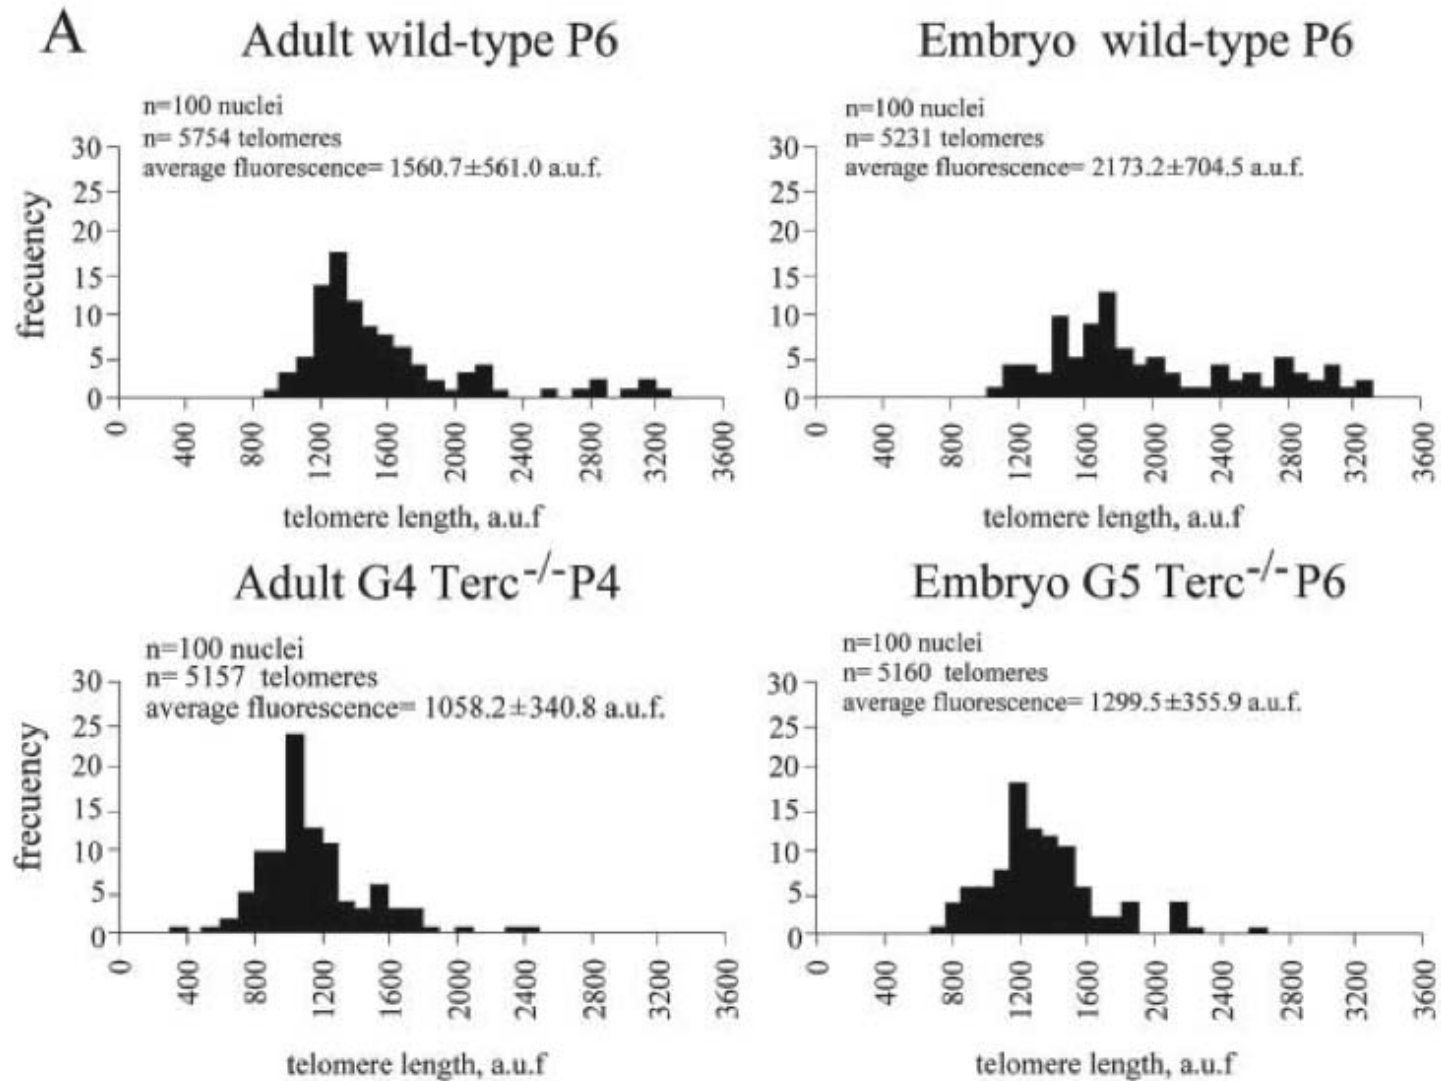 A
Adult wild-type P6
n=100 nuclei
n= 5754 telomeres
average fluorescence= 1560.7±561.0 a.u.f.
frecuency
30
25
20
15
10
5
0
0 400 800 1200 1600 2000 2400 2800 3200 3600
telomere length, a.u.f
Embryo wild-type P6
n=100 nuclei
n= 5231 telomeres
average fluorescence= 2173.2±704.5 a.u.f.
30
25
20
15
10
5
0
0 400 800 1200 1600 2000 2400 2800 3200 3600
telomere length, a.u.f
Adult G4 Terc-/-P4
n=100 nuclei
n= 5157 telomeres
average fluorescence= 1058.2±340.8 a.u.f.
frecuency
30
25
20
15
10
5
0
0 400 800 1200 1600 2000 2400 2800 3200 3600
telomere length, a.u.f
Embryo G5 Terc-/-P6
n=100 nuclei
n= 5160 telomeres
average fluorescence= 1299.5±355.9 a.u.f.
30
25
20
15
10
5
0
0 400 800 1200 1600 2000 2400 2800 3200 3600
telomere length, a.u.f